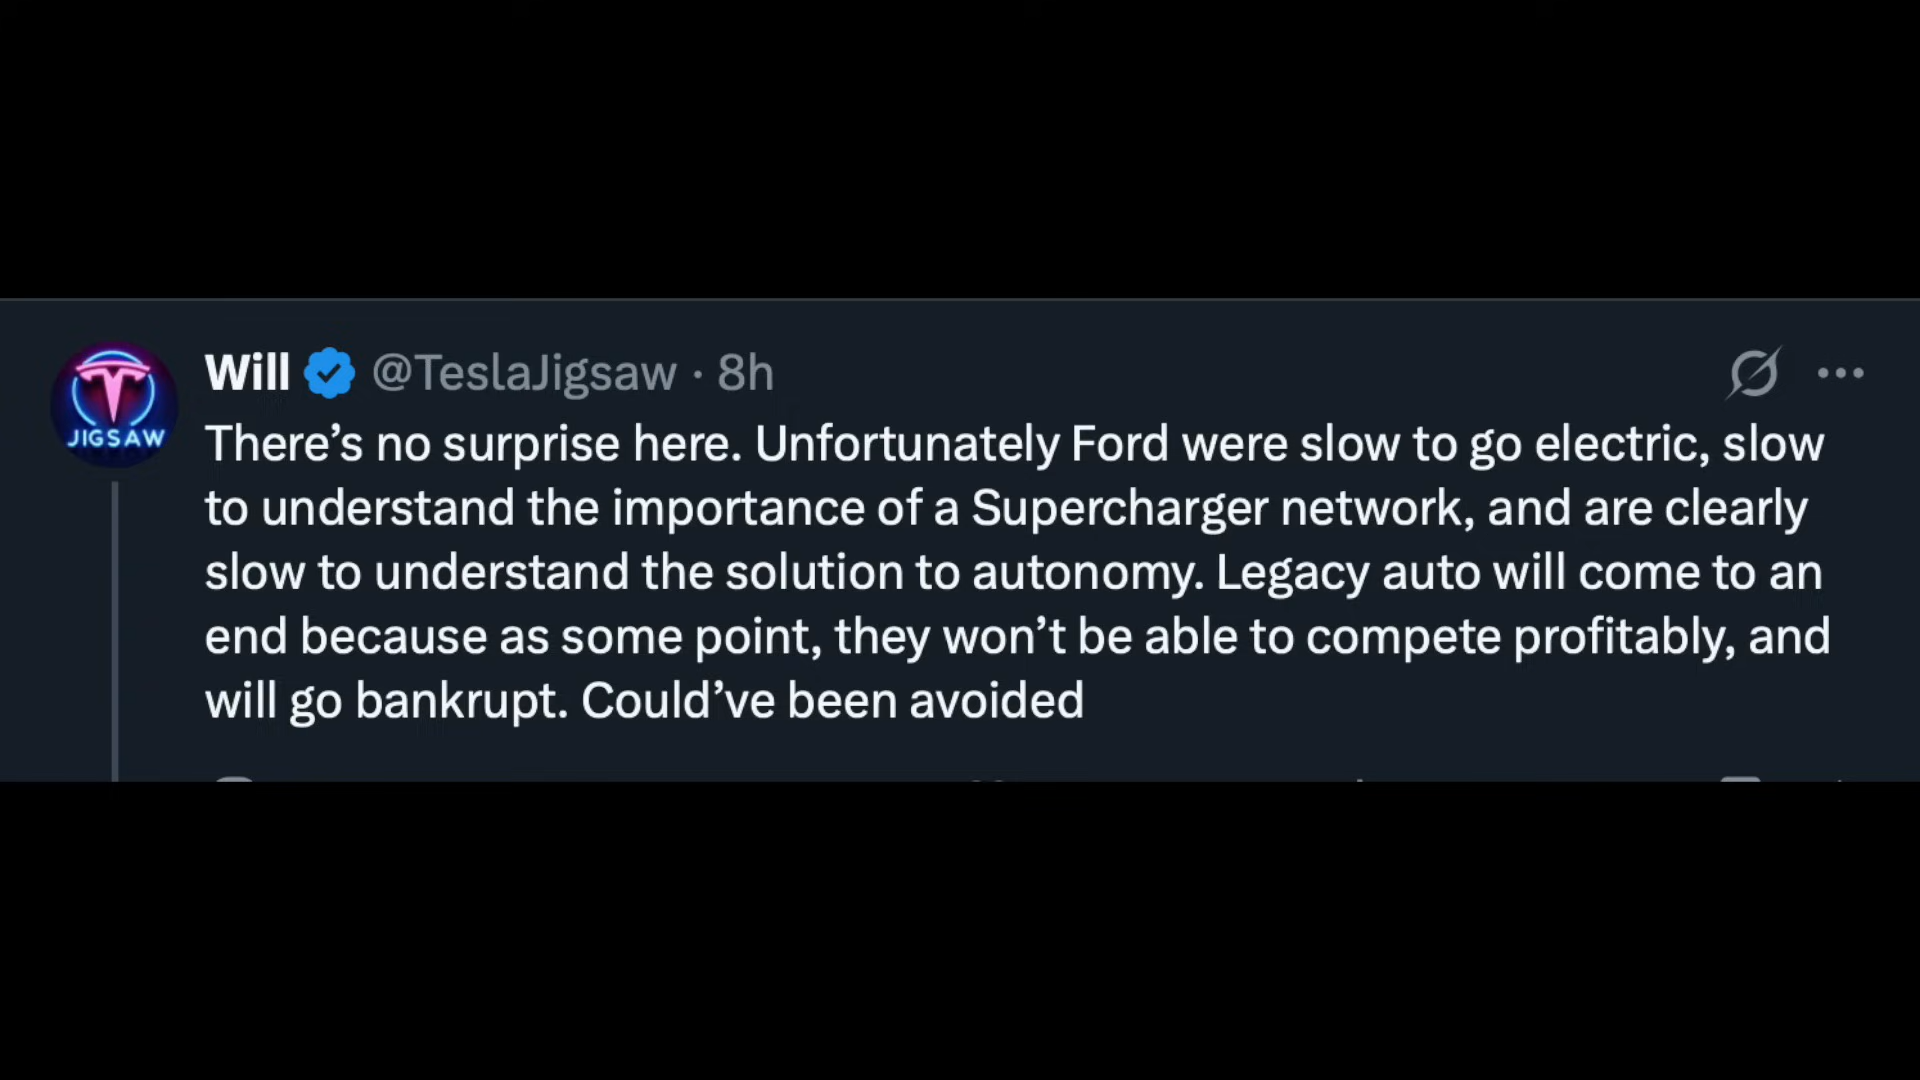 Will @TeslaJigsaw · 8h
JIGSAW
There’s no surprise here. Unfortunately Ford were slow to go electric, slow
to understand the importance of a Supercharger network, and are clearly
slow to understand the solution to autonomy. Legacy auto will come to an
end because as some point, they won’t be able to compete profitably, and
will go bankrupt. Could’ve been avoided